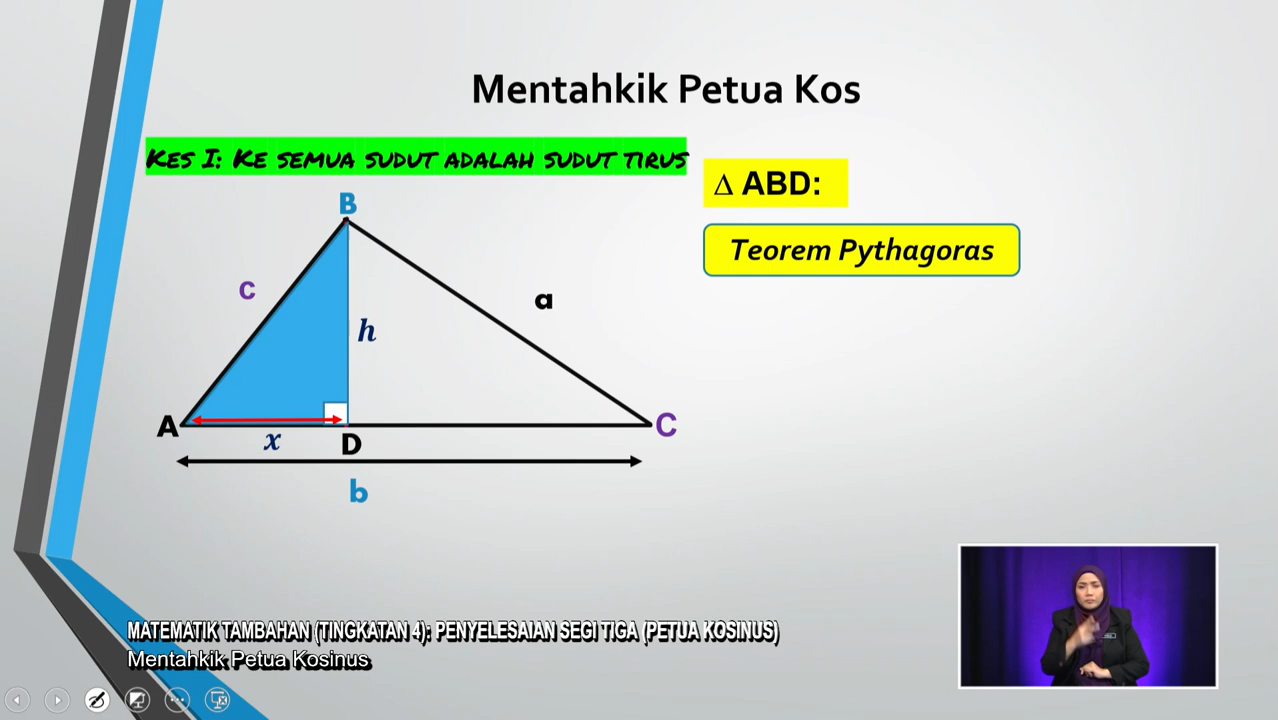 Mentahkik Petua Kos
KES I: KE SEMUA SUDUT ADALAH SUDUT TIRUS
∆ ABD:
Teorem Pythagoras
B
c
a
h
A
x
D
C
b
MATEMATIK TAMBAHAN (TINGKATAN 4): PENYELESAIAN SEGI TIGA (PETUA KOSINUS)
Mentahkik Petua Kosinus